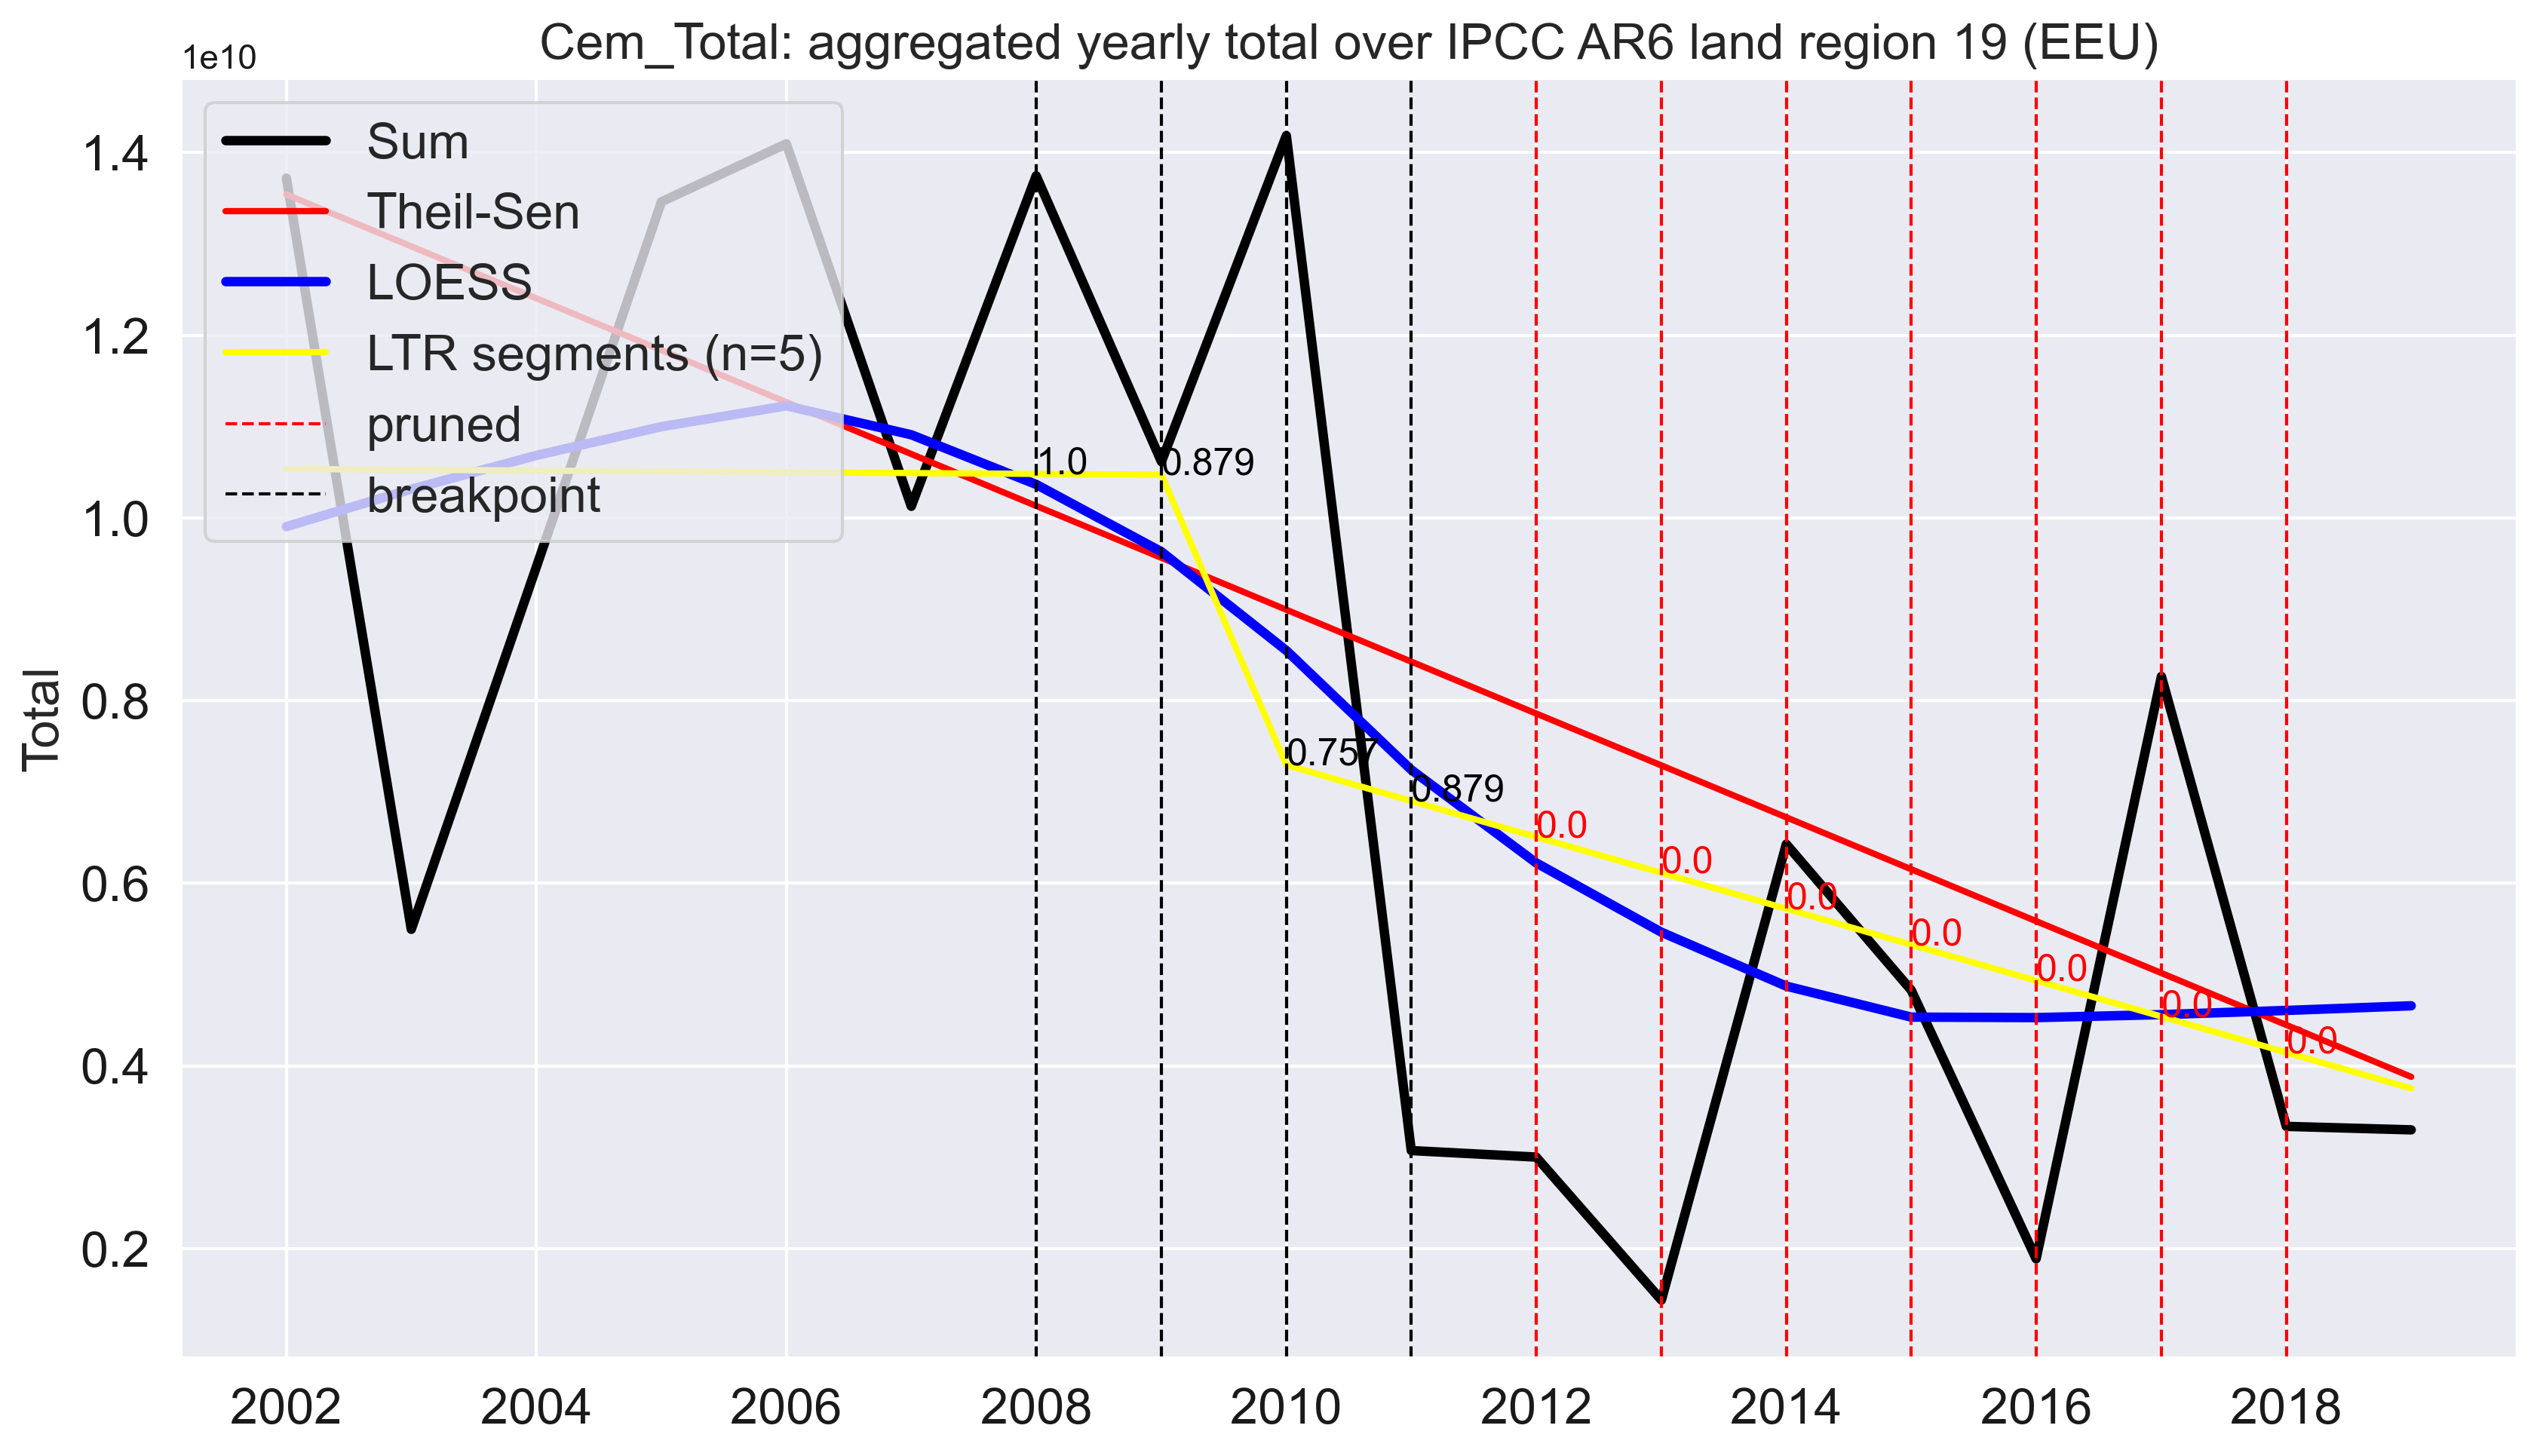 Cem_Total: aggregated yearly total over IPCC AR6 land region 19 (EEU)
1e10
Sum
Theil-Sen
LOESS
LTR segments (n=5)
pruned
breakpoint
1.4
1.2
1.0
0.8
0.6
0.4
0.2
Total
1.0
0.879
0.757
0.879
0.0
0.0
0.0
0.0
0.0
0.0
0.0
2002 2004 2006 2008 2010 2012 2014 2016 2018